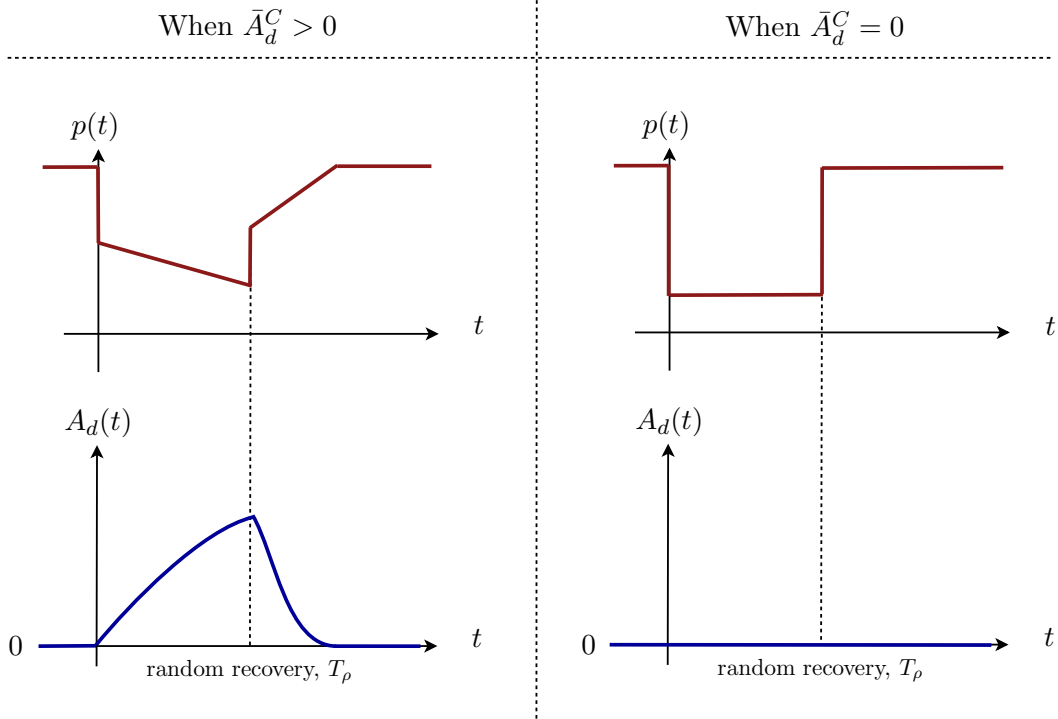 When $\bar{A}_d^C > 0$
When $\bar{A}_d^C = 0$
$p(t)$
$t$
$A_d(t)$
0
$t$
random recovery, $T_\rho$
$p(t)$
$t$
$A_d(t)$
0
$t$
random recovery, $T_\rho$